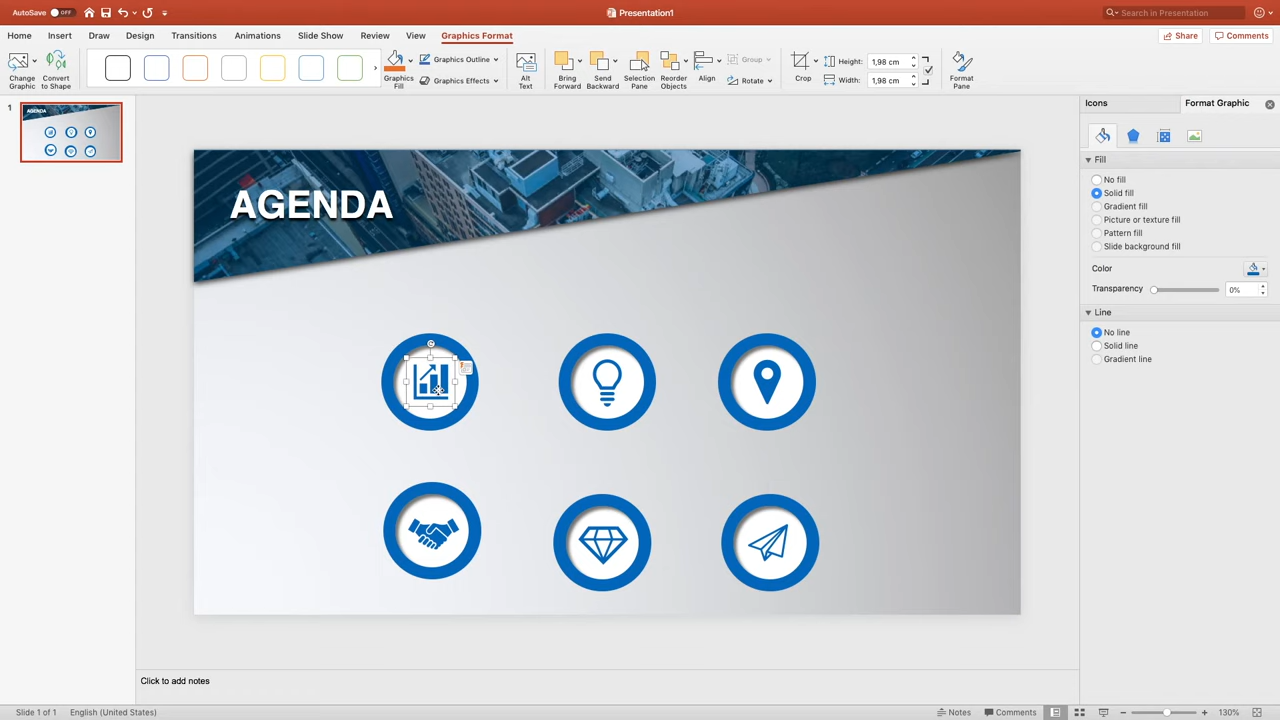 AutoSave OFF
Presentation1
Search in Presentation
Home Insert Draw Design Transitions Animations Slide Show Review View Graphics Format
Share Comments
Change Graphic
Convert to Shape
Graphics Fill
Graphics Outline
Graphics Effects
Alt Text
Bring Forward
Send Backward
Selection Pane
Reorder Objects
Align
Group
Rotate
Crop
Height: 1,98 cm
Width: 1,98 cm
Format Pane
1
AGENDA
AGENDA
Icons Format Graphic
Fill
No fill
Solid fill
Gradient fill
Picture or texture fill
Pattern fill
Slide background fill
Color
Transparency 0%
Line
No line
Solid line
Gradient line
Click to add notes
Slide 1 of 1 English (United States) Notes Comments 130%